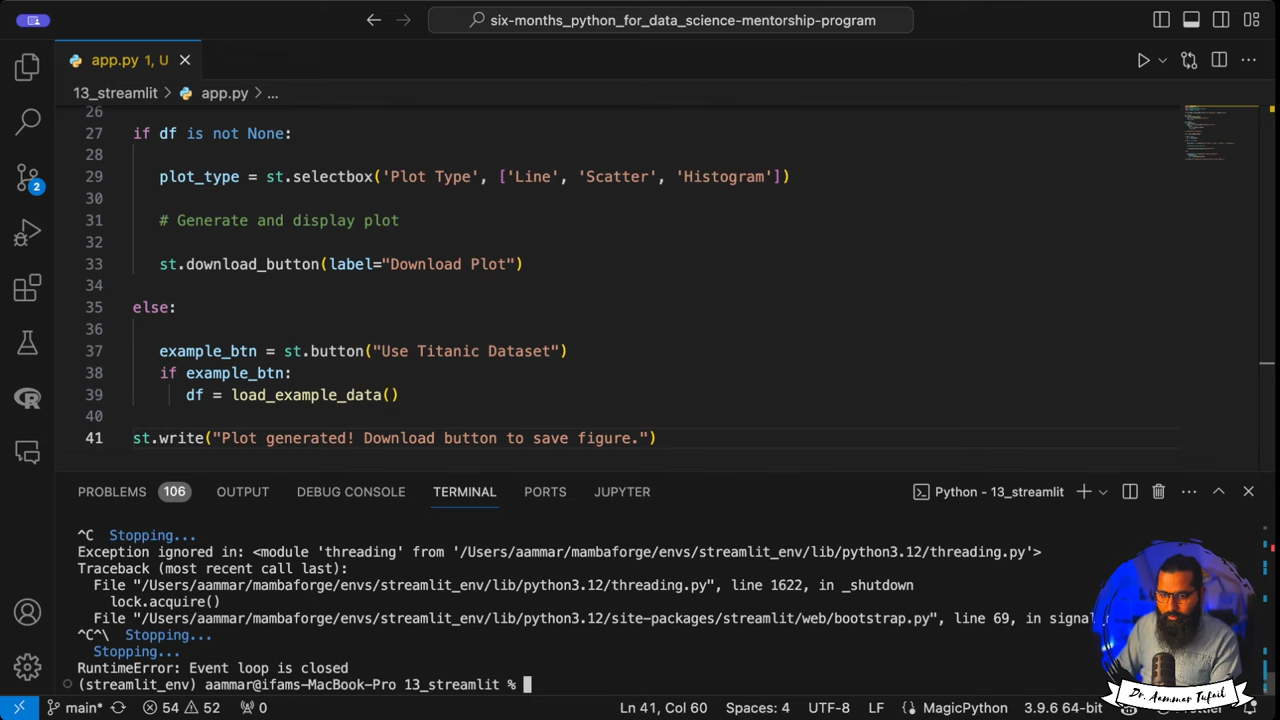 six-months_python_for_data_science-mentorship-program
app.py 1, U
13_streamlit > app.py > ...
26
27 if df is not None:
28
29 plot_type = st.selectbox('Plot Type', ['Line', 'Scatter', 'Histogram'])
30
31 # Generate and display plot
32
33 st.download_button(label="Download Plot")
34
35 else:
36
37 example_btn = st.button("Use Titanic Dataset")
38 if example_btn:
39 df = load_example_data()
40
41 st.write("Plot generated! Download button to save figure.")
2
PROBLEMS 106 OUTPUT DEBUG CONSOLE TERMINAL PORTS JUPYTER Python - 13_streamlit
^C Stopping...
Exception ignored in: <module 'threading' from '/Users/aammar/mambaforge/envs/streamlit_env/lib/python3.12/threading.py'>
Traceback (most recent call last):
File "/Users/aammar/mambaforge/envs/streamlit_env/lib/python3.12/threading.py", line 1622, in _shutdown
lock.acquire()
File "/Users/aammar/mambaforge/envs/streamlit_env/lib/python3.12/site-packages/streamlit/web/bootstrap.py", line 69, in signal_
^C^\ Stopping...
Stopping...
RuntimeError: Event loop is closed
(streamlit_env) aammar@ifams-MacBook-Pro 13_streamlit %
Dr. Aammar Tufail
main* 54 52 0 Ln 41, Col 60 Spaces: 4 UTF-8 LF MagicPython 3.9.6 64-bit